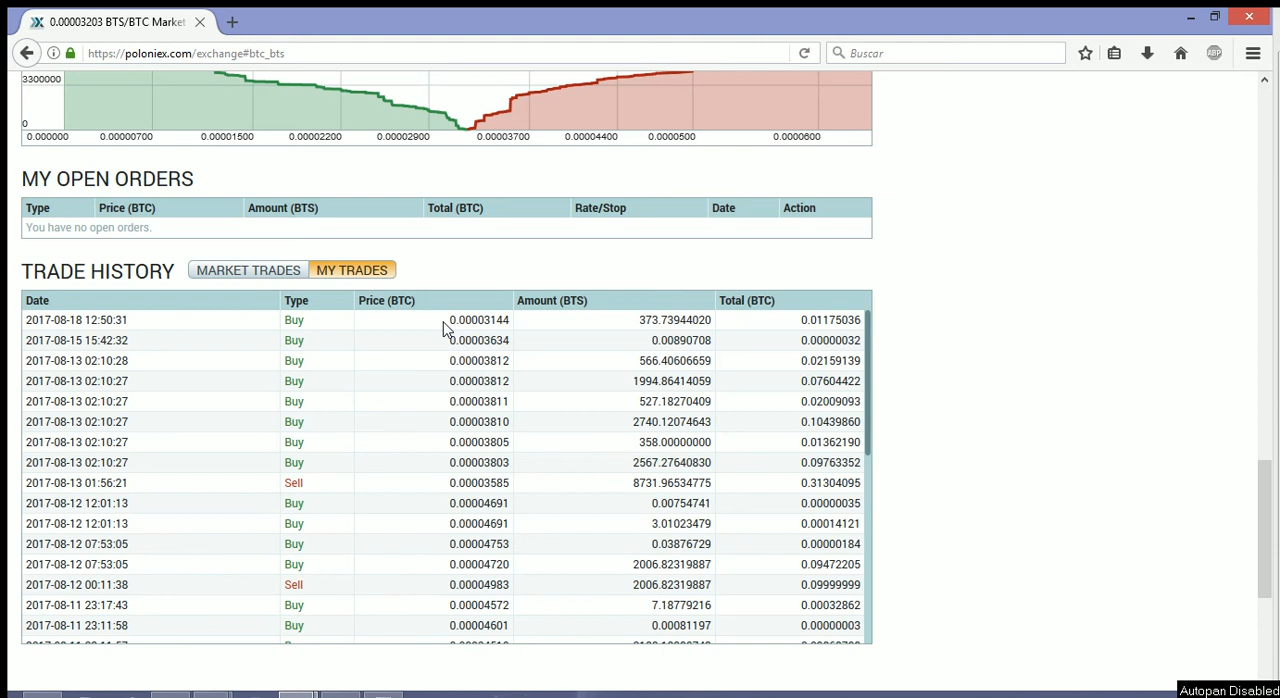 0.00003203 BTS/BTC Market
https://poloniex.com/exchange#btc_bts
Buscar
ABP
3300000
0
0.000000 0.00000700 0.00001500 0.00002200 0.00002900 0.00003700 0.00004400 0.0000500 0.0000600
MY OPEN ORDERS
Type Price (BTC) Amount (BTS) Total (BTC) Rate/Stop Date Action
You have no open orders.
TRADE HISTORY MARKET TRADES MY TRADES
Date Type Price (BTC) Amount (BTS) Total (BTC)
2017-08-18 12:50:31 Buy 0.00003144 373.73944020 0.01175036
2017-08-15 15:42:32 Buy 0.00003634 0.00890708 0.00000032
2017-08-13 02:10:28 Buy 0.00003812 566.40606659 0.02159139
2017-08-13 02:10:27 Buy 0.00003812 1994.86414059 0.07604422
2017-08-13 02:10:27 Buy 0.00003811 527.18270409 0.02009093
2017-08-13 02:10:27 Buy 0.00003810 2740.12074643 0.10439860
2017-08-13 02:10:27 Buy 0.00003805 358.00000000 0.01362190
2017-08-13 02:10:27 Buy 0.00003803 2567.27640830 0.09763352
2017-08-13 01:56:21 Sell 0.00003585 8731.96534775 0.31304095
2017-08-12 12:01:13 Buy 0.00004691 0.00754741 0.00000035
2017-08-12 12:01:13 Buy 0.00004691 3.01023479 0.00014121
2017-08-12 07:53:05 Buy 0.00004753 0.03876729 0.00000184
2017-08-12 07:53:05 Buy 0.00004720 2006.82319887 0.09472205
2017-08-12 00:11:38 Sell 0.00004983 2006.82319887 0.09999999
2017-08-11 23:17:43 Buy 0.00004572 7.18779216 0.00032862
2017-08-11 23:11:58 Buy 0.00004601 0.00081197 0.00000003
Autopan Disabled